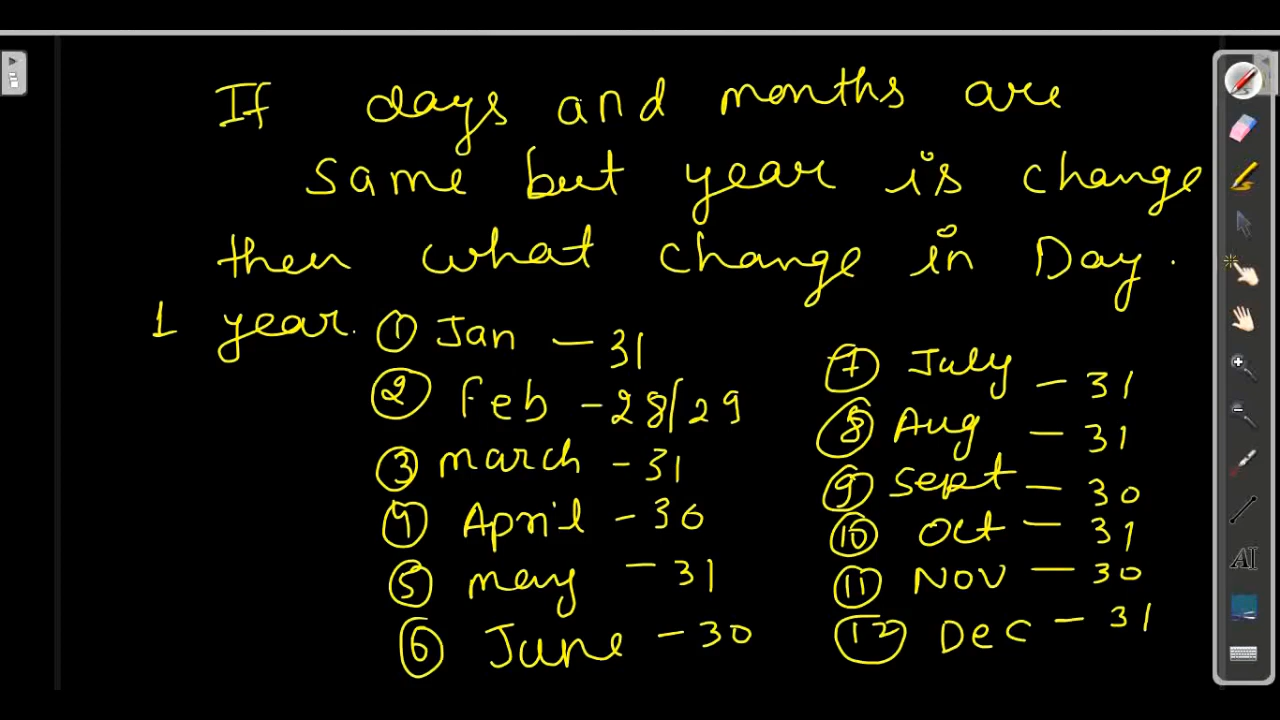 If days and months are
same but year is change
then what change in Day.
1 year.
① Jan – 31
② Feb – 28/29
③ march – 31
④ April – 30
⑤ may – 31
⑥ June – 30
⑦ July – 31
⑧ Aug – 31
⑨ Sept – 30
⑩ Oct – 31
⑪ Nov – 30
⑫ Dec – 31
AI